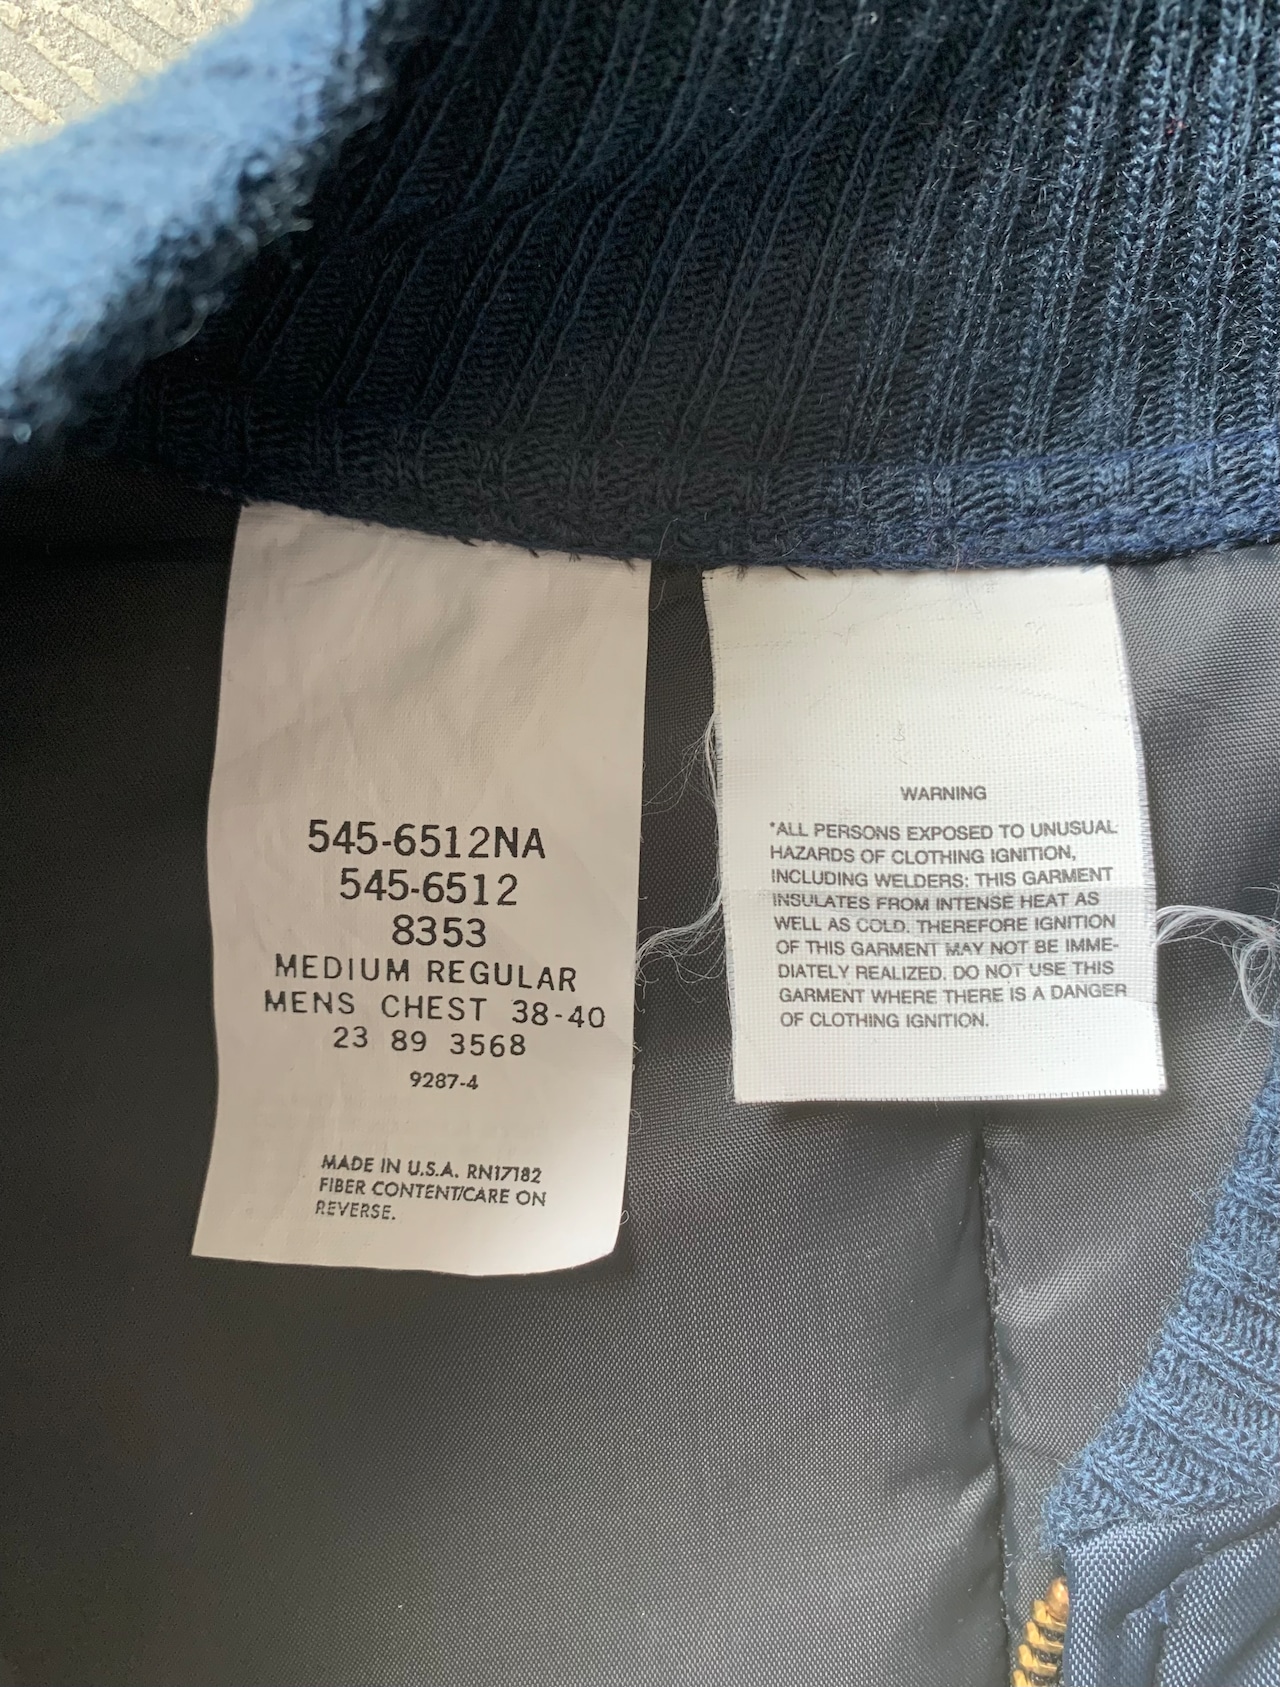 545-6512NA
545-6512
8353
MEDIUM REGULAR
MENS CHEST 38-40
23 89 3568
9287-4
MADE IN U.S.A. RN17182
FIBER CONTENT/CARE ON
REVERSE.
WARNING
*ALL PERSONS EXPOSED TO UNUSUAL
HAZARDS OF CLOTHING IGNITION,
INCLUDING WELDERS: THIS GARMENT
INSULATES FROM INTENSE HEAT AS
WELL AS COLD. THEREFORE IGNITION
OF THIS GARMENT MAY NOT BE IMME-
DIATELY REALIZED. DO NOT USE THIS
GARMENT WHERE THERE IS A DANGER
OF CLOTHING IGNITION.